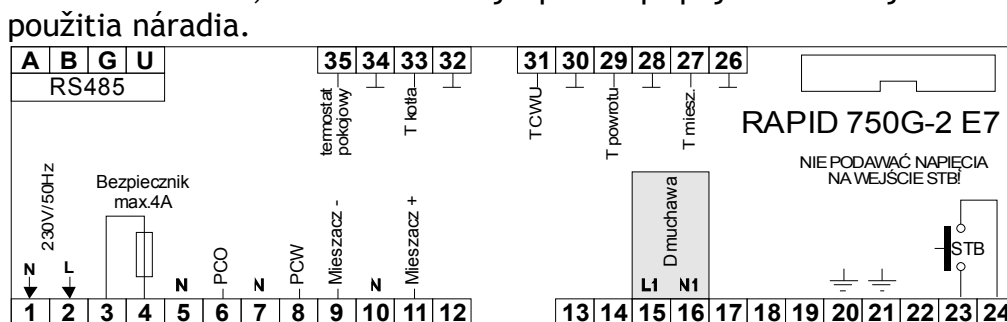 použitia náradia.
A B G U
RS485
35 34 33 32
31 30 29 28 27 26
termostat
pokojowy
T kotła
TCWU
T powrotu
T miesz.
RAPID 750G-2 E7
NIE PODAWAĆ NAPIĘCIA
NA WEJŚCIE STB!
230V/50Hz
Bezpiecznik
max.4A
Mieszacz -
Mieszacz +
Dmuchawa
STB
N L
N PCO N PCW N
L1 N1
1 2 3 4 5 6 7 8 9 10 11 12
13 14 15 16 17 18 19 20 21 22 23 24